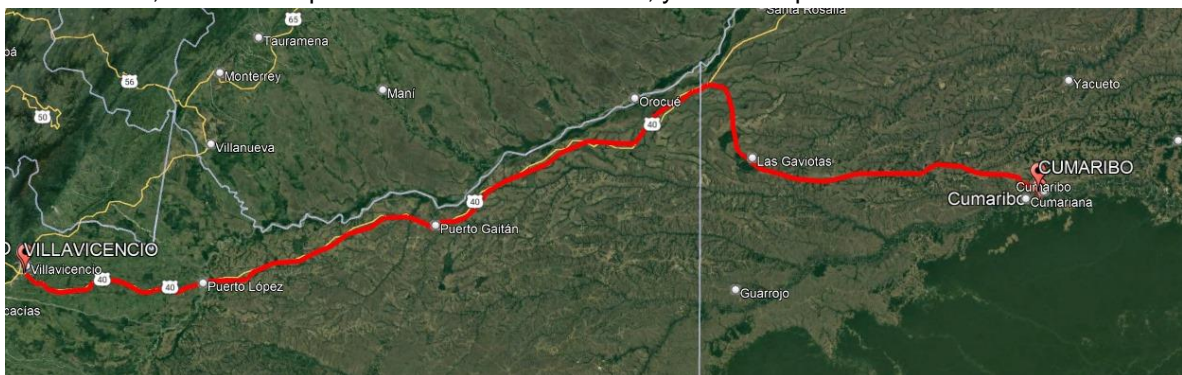 Santa Rosalía
65
Tauramena
56
Monterrey
Yacueto
Maní
Orocué
50
40
Villanueva
Las Gaviotas
CUMARIBO
Cumaribo
Cumaribo
Cumariana
40
Puerto Gaitán
VILLAVICENCIO
Villavicencio
40
40
Puerto López
Guarrojo
cacías